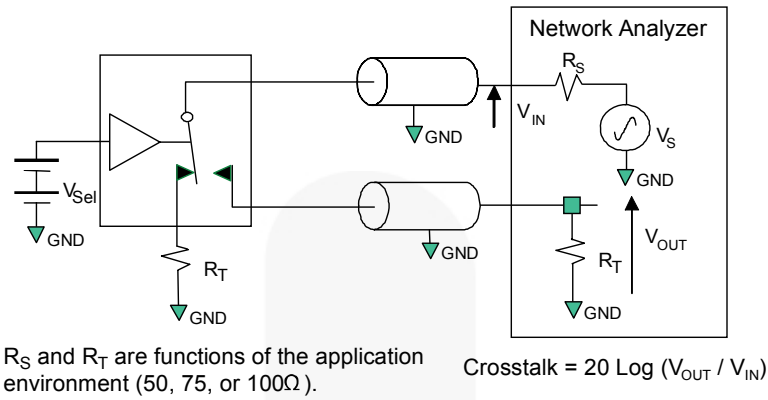 Network Analyzer
R_S
V_IN
GND
V_S
GND
V_Sel
GND
GND
V_OUT
R_T
R_T
GND
GND
R_S and R_T are functions of the application
environment (50, 75, or 100Ω ).
Crosstalk = 20 Log (V_OUT / V_IN)